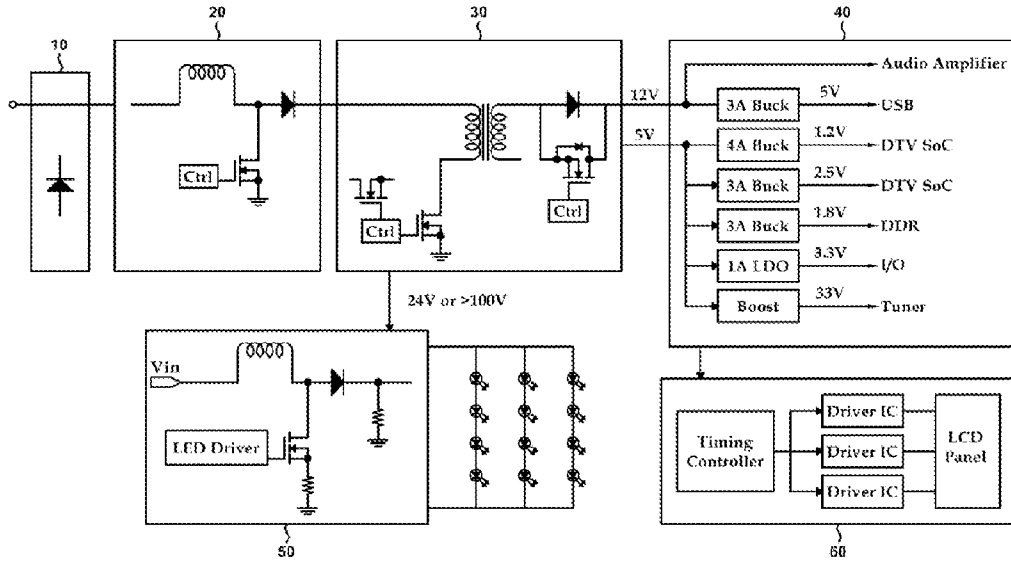 10
20
30
40
Ctrl
Ctrl
Ctrl
12V
5V
Audio Amplifier
3A Buck 5V USB
4A Buck 1.2V DTV SoC
3A Buck 2.5V DTV SoC
3A Buck 1.8V DDR
1A LDO 3.3V I/O
Boost 33V Tuner
24V or >100V
Vin
LED Driver
50
Timing
Controller
Driver IC
Driver IC
Driver IC
LCD
Panel
60